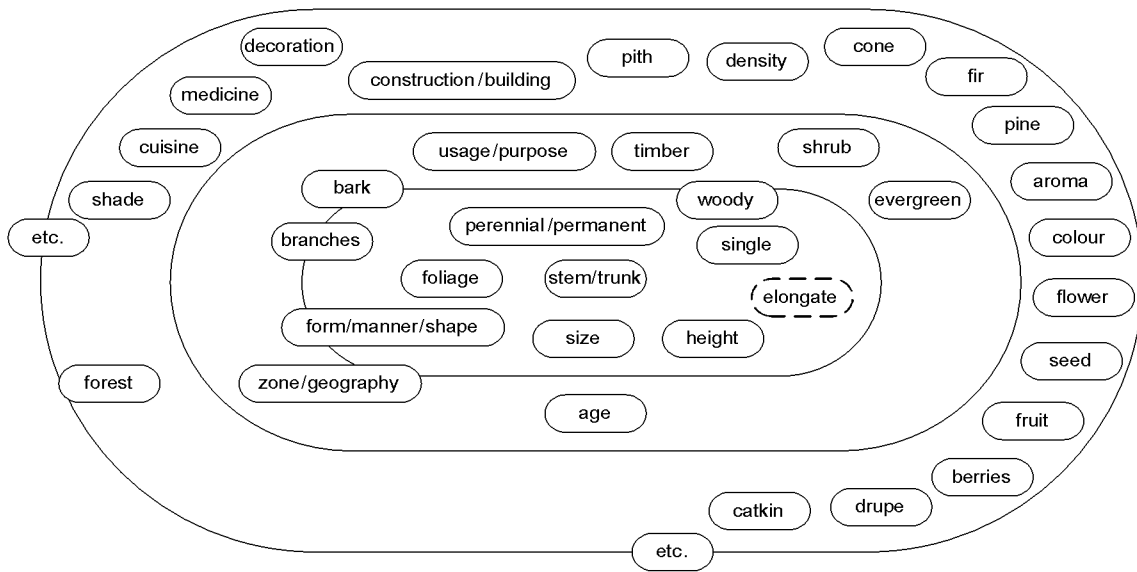 decoration
construction/building
pith
density
cone
fir
medicine
pine
cuisine
usage/purpose
timber
shrub
shade
bark
woody
evergreen
aroma
etc.
branches
perennial/permanent
single
colour
foliage
stem/trunk
elongate
flower
form/manner/shape
size
height
seed
forest
zone/geography
age
fruit
berries
catkin
drupe
etc.